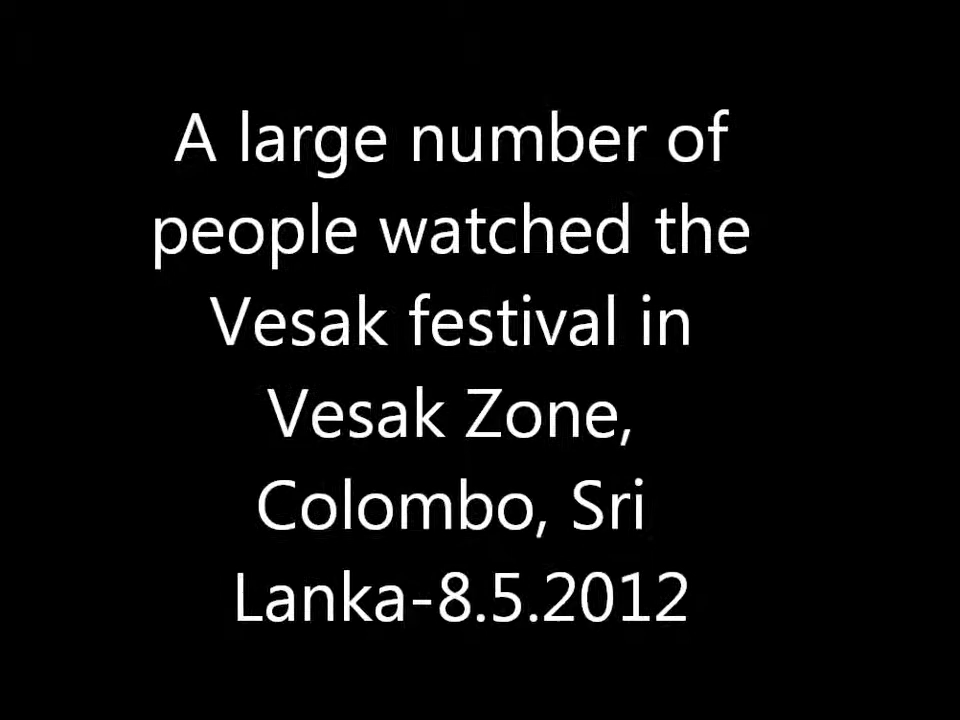 A large number of
people watched the
Vesak festival in
Vesak Zone,
Colombo, Sri
Lanka-8.5.2012